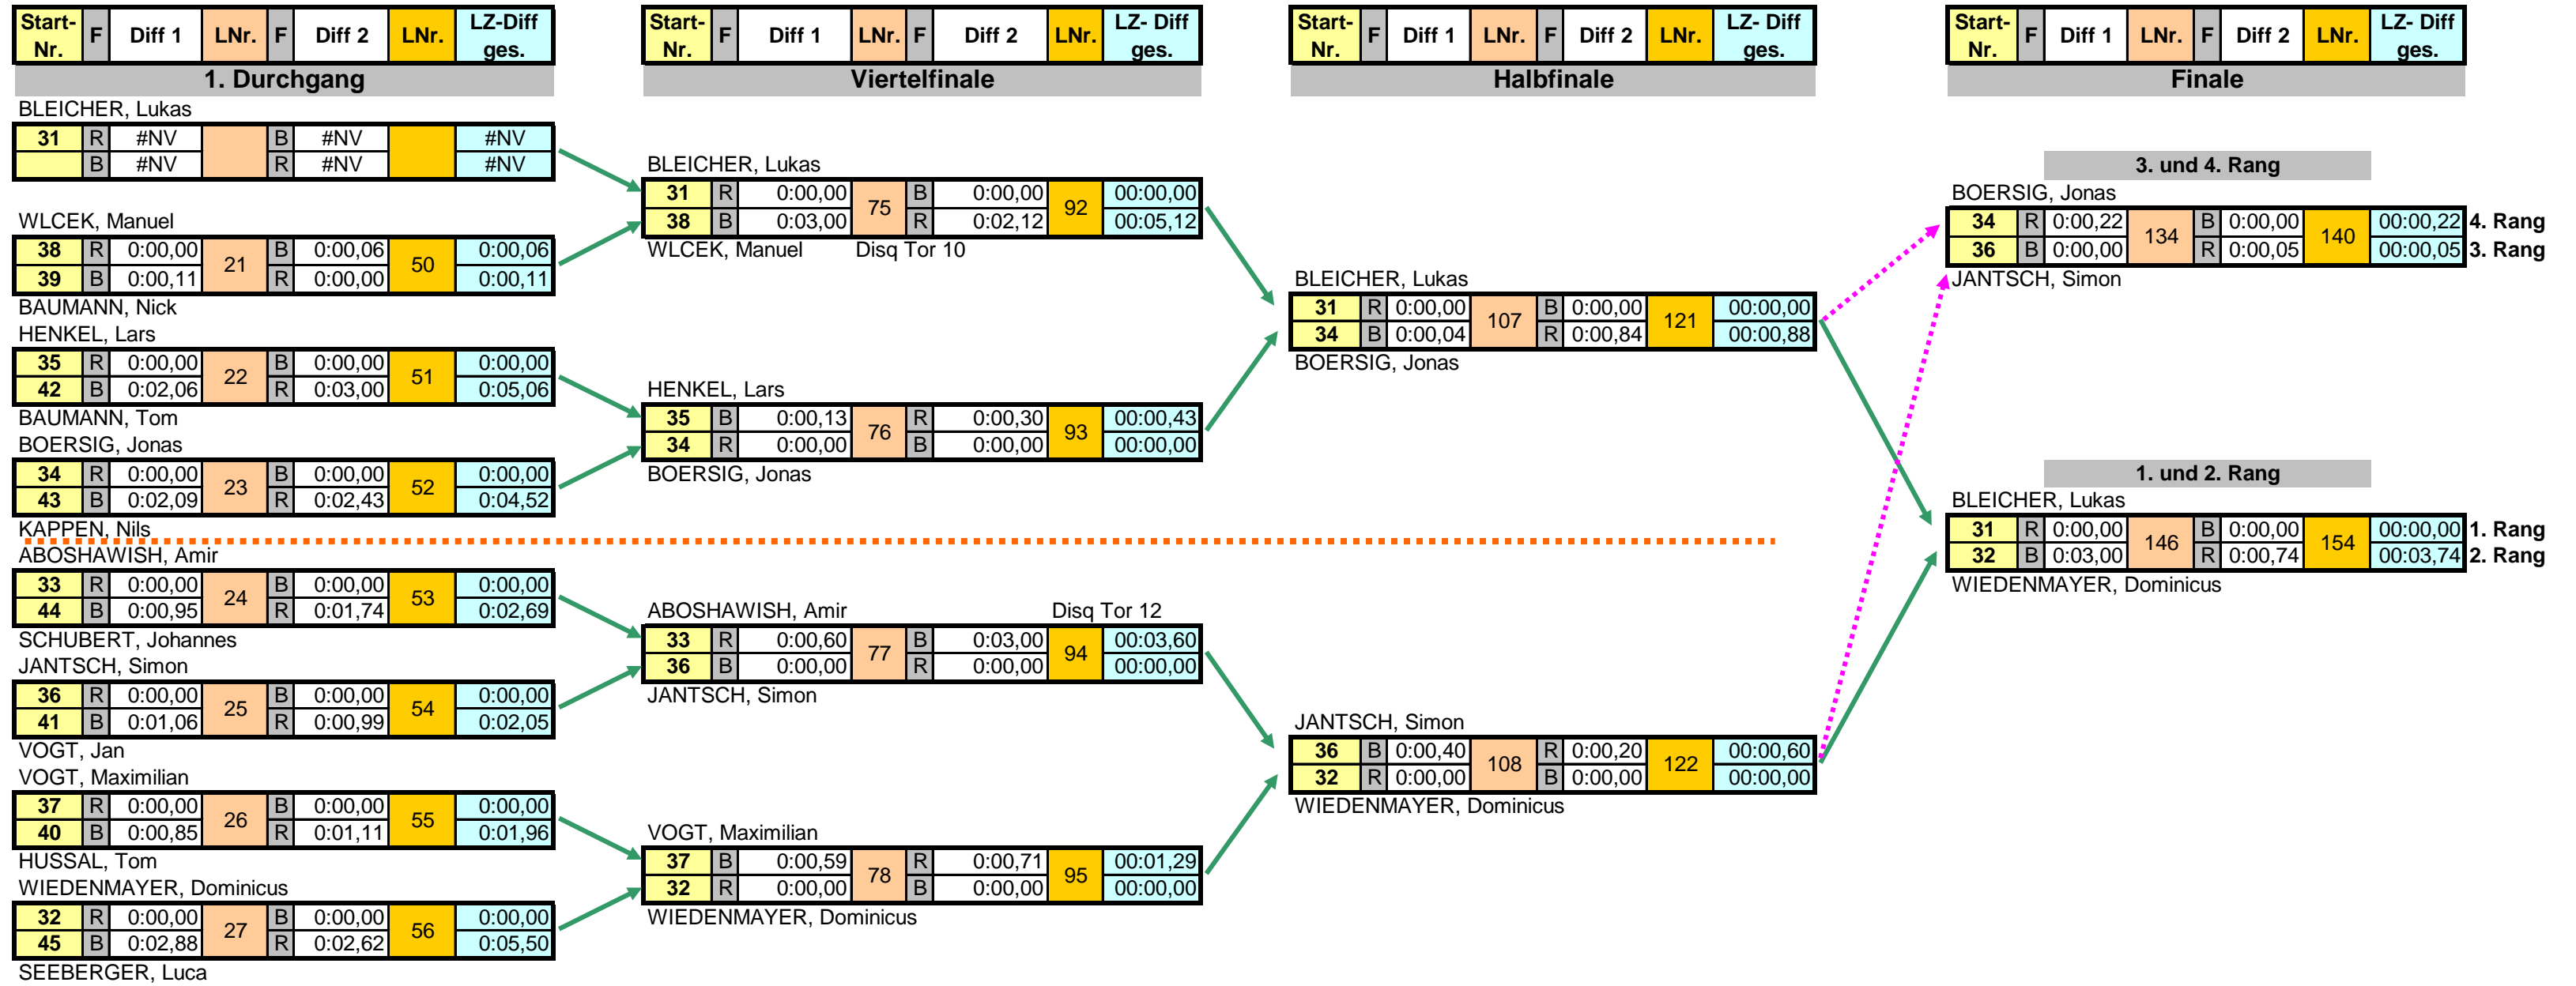 Start-Nr. F Diff 1 LNr. F Diff 2 LNr. LZ-Diff ges.
1. Durchgang
BLEICHER, Lukas
31 R #NV B #NV #NV
B #NV R #NV #NV
WLCEK, Manuel
38 R 0:00,00 21 B 0:00,06 50 0:00,06
39 B 0:00,11 R 0:00,00 0:00,11
BAUMANN, Nick
HENKEL, Lars
35 R 0:00,00 22 B 0:00,00 51 0:00,00
42 B 0:02,06 R 0:03,00 0:05,06
BAUMANN, Tom
BOERSIG, Jonas
34 R 0:00,00 23 B 0:00,00 52 0:00,00
43 B 0:02,09 R 0:02,43 0:04,52
KAPPEN, Nils
ABOSHAWISH, Amir
33 R 0:00,00 24 B 0:00,00 53 0:00,00
44 B 0:00,95 R 0:01,74 0:02,69
SCHUBERT, Johannes
JANTSCH, Simon
36 R 0:00,00 25 B 0:00,00 54 0:00,00
41 B 0:01,06 R 0:00,99 0:02,05
VOGT, Jan
VOGT, Maximilian
37 R 0:00,00 26 B 0:00,00 55 0:00,00
40 B 0:00,85 R 0:01,11 0:01,96
HUSSAL, Tom
WIEDENMAYER, Dominicus
32 R 0:00,00 27 B 0:00,00 56 0:00,00
45 B 0:02,88 R 0:02,62 0:05,50
SEEBERGER, Luca
Start-Nr. F Diff 1 LNr. F Diff 2 LNr. LZ- Diff ges.
Viertelfinale
BLEICHER, Lukas
31 R 0:00,00 75 B 0:00,00 92 00:00,00
38 B 0:03,00 R 0:02,12 00:05,12
WLCEK, Manuel Disq Tor 10
HENKEL, Lars
35 B 0:00,13 76 R 0:00,30 93 00:00,43
34 R 0:00,00 B 0:00,00 00:00,00
BOERSIG, Jonas
ABOSHAWISH, Amir Disq Tor 12
33 R 0:00,60 77 B 0:03,00 94 00:03,60
36 B 0:00,00 R 0:00,00 00:00,00
JANTSCH, Simon
VOGT, Maximilian
37 B 0:00,59 78 R 0:00,71 95 00:01,29
32 R 0:00,00 B 0:00,00 00:00,00
WIEDENMAYER, Dominicus
Start-Nr. F Diff 1 LNr. F Diff 2 LNr. LZ- Diff ges.
Halbfinale
BLEICHER, Lukas
31 R 0:00,00 107 B 0:00,00 121 00:00,00
34 B 0:00,04 R 0:00,84 00:00,88
BOERSIG, Jonas
JANTSCH, Simon
36 B 0:00,40 108 R 0:00,20 122 00:00,60
32 R 0:00,00 B 0:00,00 00:00,00
WIEDENMAYER, Dominicus
Start-Nr. F Diff 1 LNr. F Diff 2 LNr. LZ- Diff ges.
Finale
3. und 4. Rang
BOERSIG, Jonas
34 R 0:00,22 134 B 0:00,00 140 00:00,22 4. Rang
36 B 0:00,00 R 0:00,05 00:00,05 3. Rang
JANTSCH, Simon
1. und 2. Rang
BLEICHER, Lukas
31 R 0:00,00 146 B 0:00,00 154 00:00,00 1. Rang
32 B 0:03,00 R 0:00,74 00:03,74 2. Rang
WIEDENMAYER, Dominicus